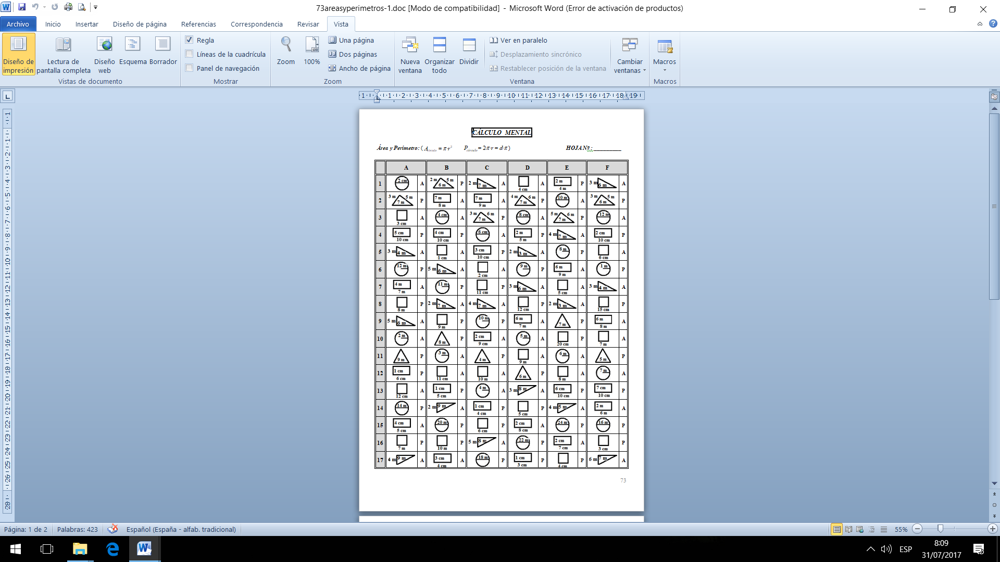 73areasyperimetros-1.doc [Modo de compatibilidad] - Microsoft Word (Error de activación de productos)
Archivo Inicio Insertar Diseño de página Referencias Correspondencia Revisar Vista
Diseño de impresión
Lectura de pantalla completa
Diseño web
Esquema
Borrador
Vistas de documento
Regla
Líneas de la cuadrícula
Panel de navegación
Mostrar
Zoom
100%
Una página
Dos páginas
Ancho de página
Zoom
Nueva ventana
Organizar todo
Dividir
Ver en paralelo
Desplazamiento sincrónico
Restablecer posición de la ventana
Ventana
Cambiar ventanas
Macros
Macros
1 1 2 3 4 5 6 7 8 9 10 11 12 13 14 15 16 17 18 19
CÁLCULO MENTAL
Área y Perímetro: ( A círculo = π·r² P círculo = 2·π·r = d·π ) HOJA Nº : ________
A B C D E F
1 2 cm A 2 m 5 m 6 m P 2 m 7 m A 4 cm A 2 m 4 m P 3 m 6 m A
2 3 m 5 m 7 m P 7 m 8 m A 7 m 9 m A 4 m 6 m 7 m P 10 m A 3 m 5 m 6 m P
3 3 cm A 4 cm A 3 m 6 m 7 m P 8 cm A 5 m 6 m 7 m P 12 m A
4 5 cm 10 cm P 4 cm 10 cm P 6 cm A 2 m 5 m P 4 m 7 m A 2 cm 10 cm P
5 3 m 4 m A 1 cm A 3 cm 10 cm P 2 m 3 m A 8 m P 6 cm A
6 12 m P 5 m 6 m A 2 cm A 9 m P 6 m 9 m A 1 m P
7 4 m 7 m A 11 m P 11 cm P 3 m 6 m A 5 cm A 3 m 4 m A
8 8 m P 2 m 7 m A 4 m 7 m A 12 cm P 2 m 3 m A 15 cm P
9 5 m 6 m A 9 m P 10 m P 6 m 7 m A 7 m P 6 m 8 m A
10 2 m A 8 m P 2 cm 9 cm A 5 m A 20 cm P 7 m A
11 9 m P 3 m A 4 m P 9 m A 6 m A 5 m P
12 1 cm 6 cm P 11 cm A 10 m A 6 m P 8 m A 7 m A
13 12 cm A 1 cm 5 cm P 4 m A 3 m 8 m A 6 cm 10 cm P 7 cm 10 cm P
14 14 m P 2 m 9 m A 1 cm 4 cm P 5 cm P 4 m 5 m A 2 m 6 m A
15 4 cm 5 cm A 20 m P 6 cm P 2 cm 8 cm A 24 m P 16 m P
16 7 m P 10 m P 5 m 8 m A 22 m P 2 cm 7 cm A 3 cm P
17 4 m 9 m A 3 cm 4 cm A 18 m P 1 cm 3 cm P 4 cm P 6 m 7 m A
73
Página: 1 de 2 Palabras: 423 Español (España - alfab. tradicional) 55%
ESP 8:09
31/07/2017